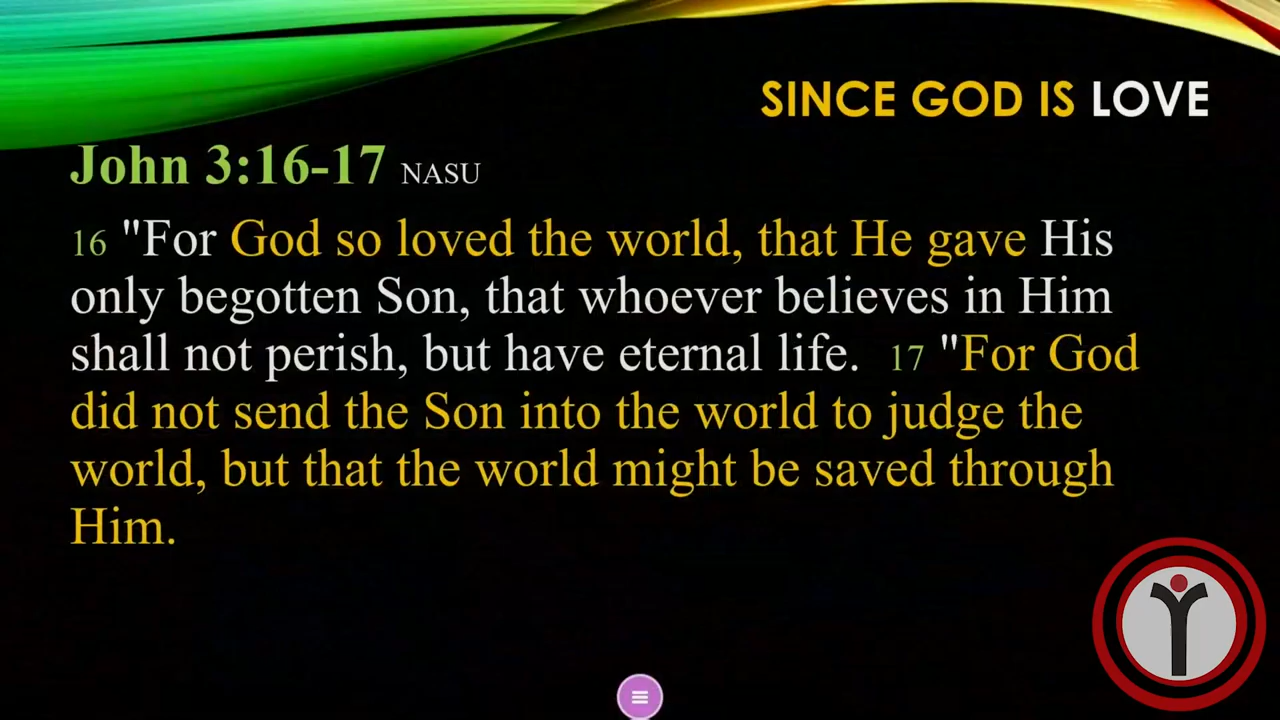 SINCE GOD IS LOVE
John 3:16-17 NASU
16 "For God so loved the world, that He gave His
only begotten Son, that whoever believes in Him
shall not perish, but have eternal life.  17 "For God
did not send the Son into the world to judge the
world, but that the world might be saved through
Him.